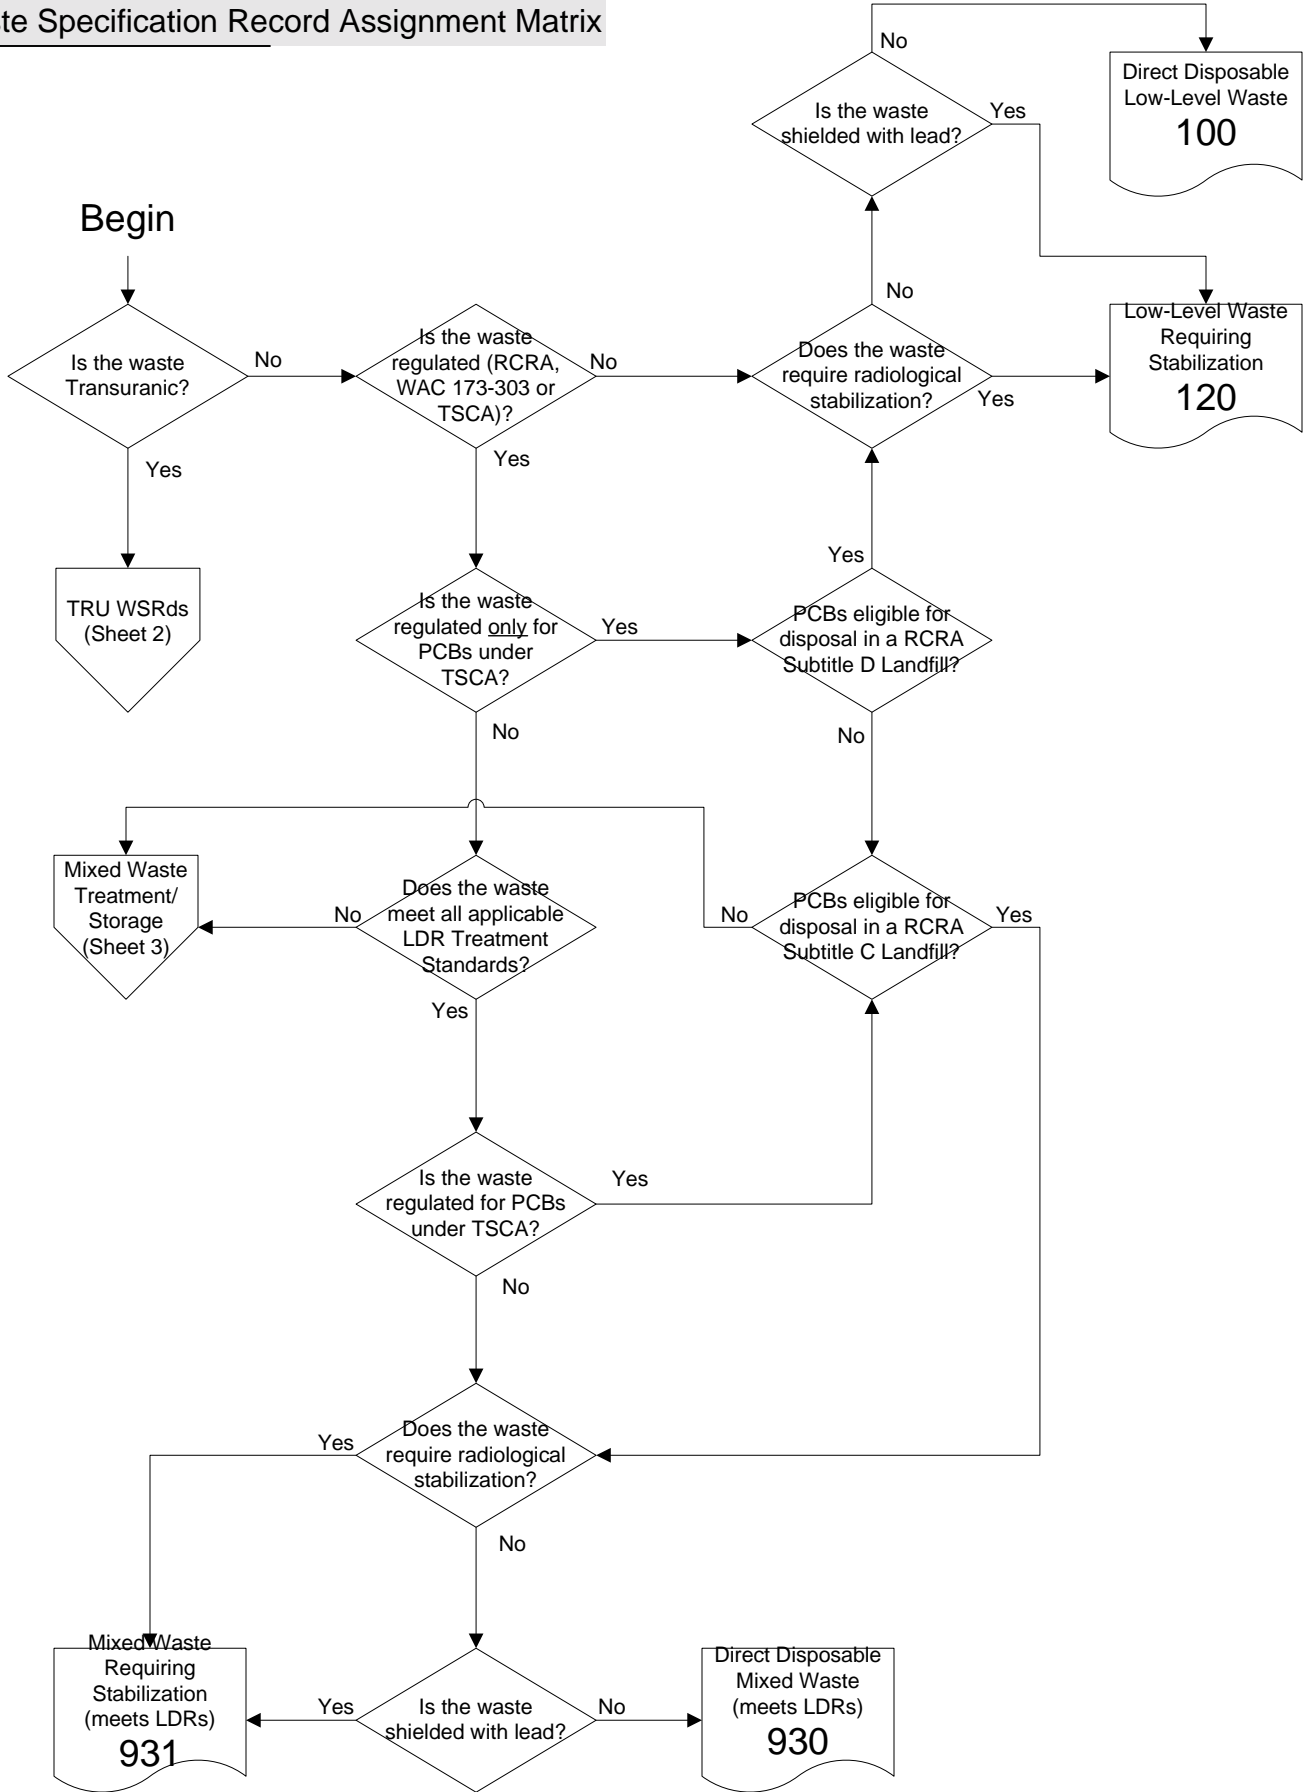 te Specification Record Assignment Matrix
No
Direct Disposable
Low-Level Waste
100
Is the waste
shielded with lead?
Yes
Begin
No
Is the waste
Transuranic?
No
Is the waste
regulated (RCRA,
WAC 173-303 or
TSCA)?
No
Does the waste
require radiological
stabilization?
Yes
Low-Level Waste
Requiring
Stabilization
120
Yes
Yes
Yes
TRU WSRds
(Sheet 2)
Is the waste
regulated only for
PCBs under
TSCA?
Yes
PCBs eligible for
disposal in a RCRA
Subtitle D Landfill?
No
No
Mixed Waste
Treatment/
Storage
(Sheet 3)
No
Does the waste
meet all applicable
LDR Treatment
Standards?
No
PCBs eligible for
disposal in a RCRA
Subtitle C Landfill?
Yes
Yes
Is the waste
regulated for PCBs
under TSCA?
Yes
No
Yes
Does the waste
require radiological
stabilization?
No
Mixed Waste
Requiring
Stabilization
(meets LDRs)
931
Yes
Is the waste
shielded with lead?
No
Direct Disposable
Mixed Waste
(meets LDRs)
930